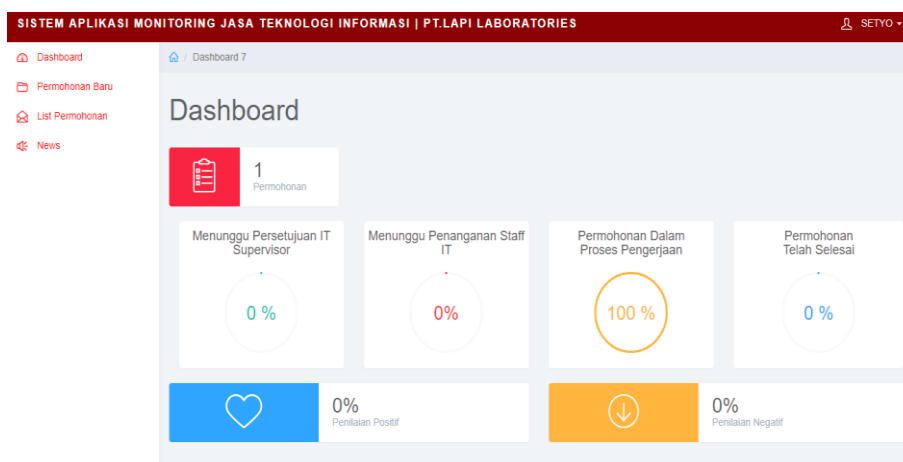 SISTEM APLIKASI MONITORING JASA TEKNOLOGI INFORMASI | PT.LAPI LABORATORIES
SETYO
Dashboard
Permohonan Baru
List Permohonan
News
/ Dashboard 7
Dashboard
1
Permohonan
Menunggu Persetujuan IT
Supervisor
0 %
Menunggu Penanganan Staff
IT
0%
Permohonan Dalam
Proses Pengerjaan
100 %
Permohonan
Telah Selesai
0 %
0%
Penilaian Positif
0%
Penilaian Negatif